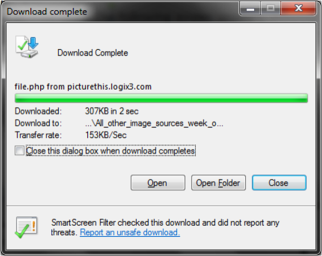 Download complete
Download Complete
file.php from picturethis.logix3.com
Downloaded: 307KB in 2 sec
Download to: ...\All_other_image_sources_week_o...
Transfer rate: 153KB/Sec
Close this dialog box when download completes
Open Open Folder Close
SmartScreen Filter checked this download and did not report any
threats. Report an unsafe download.